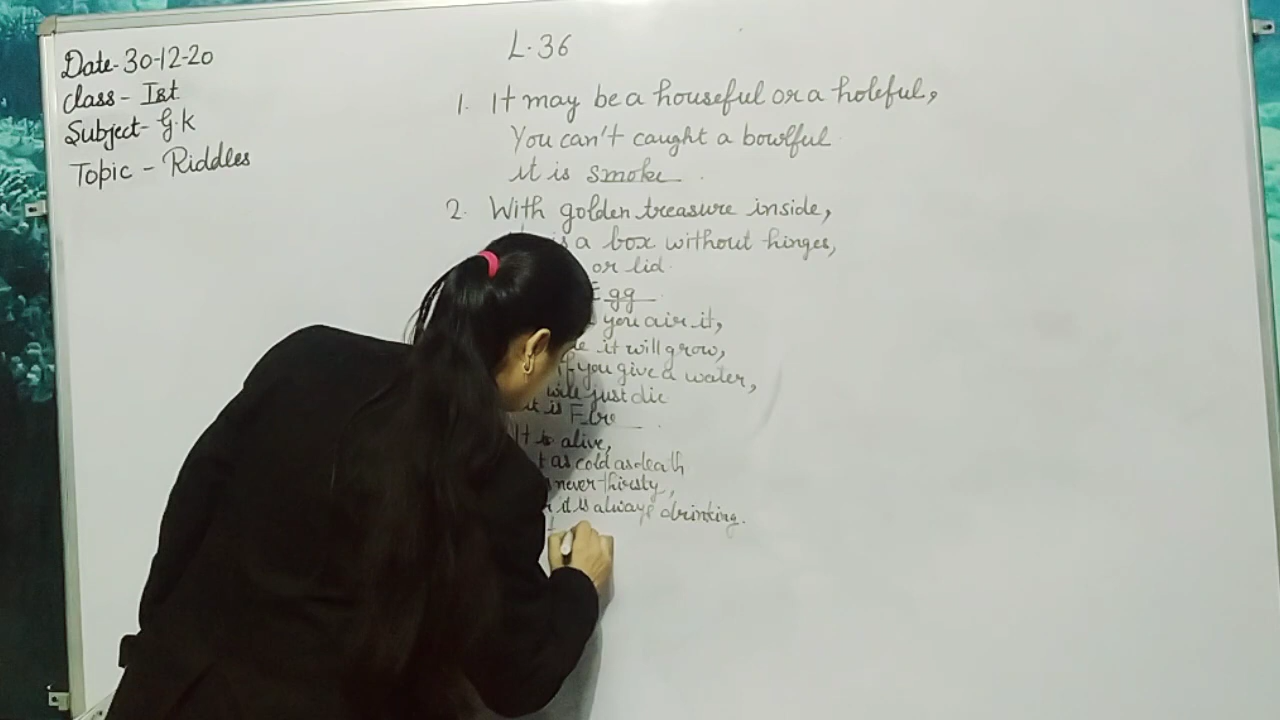 Date- 30-12-20
Class - Ist
Subject- G.K
Topic - Riddles
L.36
1. It may be a houseful or a holeful,
You can't caught a bowlful
it is smoke
2. With golden treasure inside,
is a box without hinges,
or lid.
Egg
you air it,
it will grow,
if you give a water,
will just die
it is Fire
It is alive,
as cold as death
never thirsty,
it is always drinking.